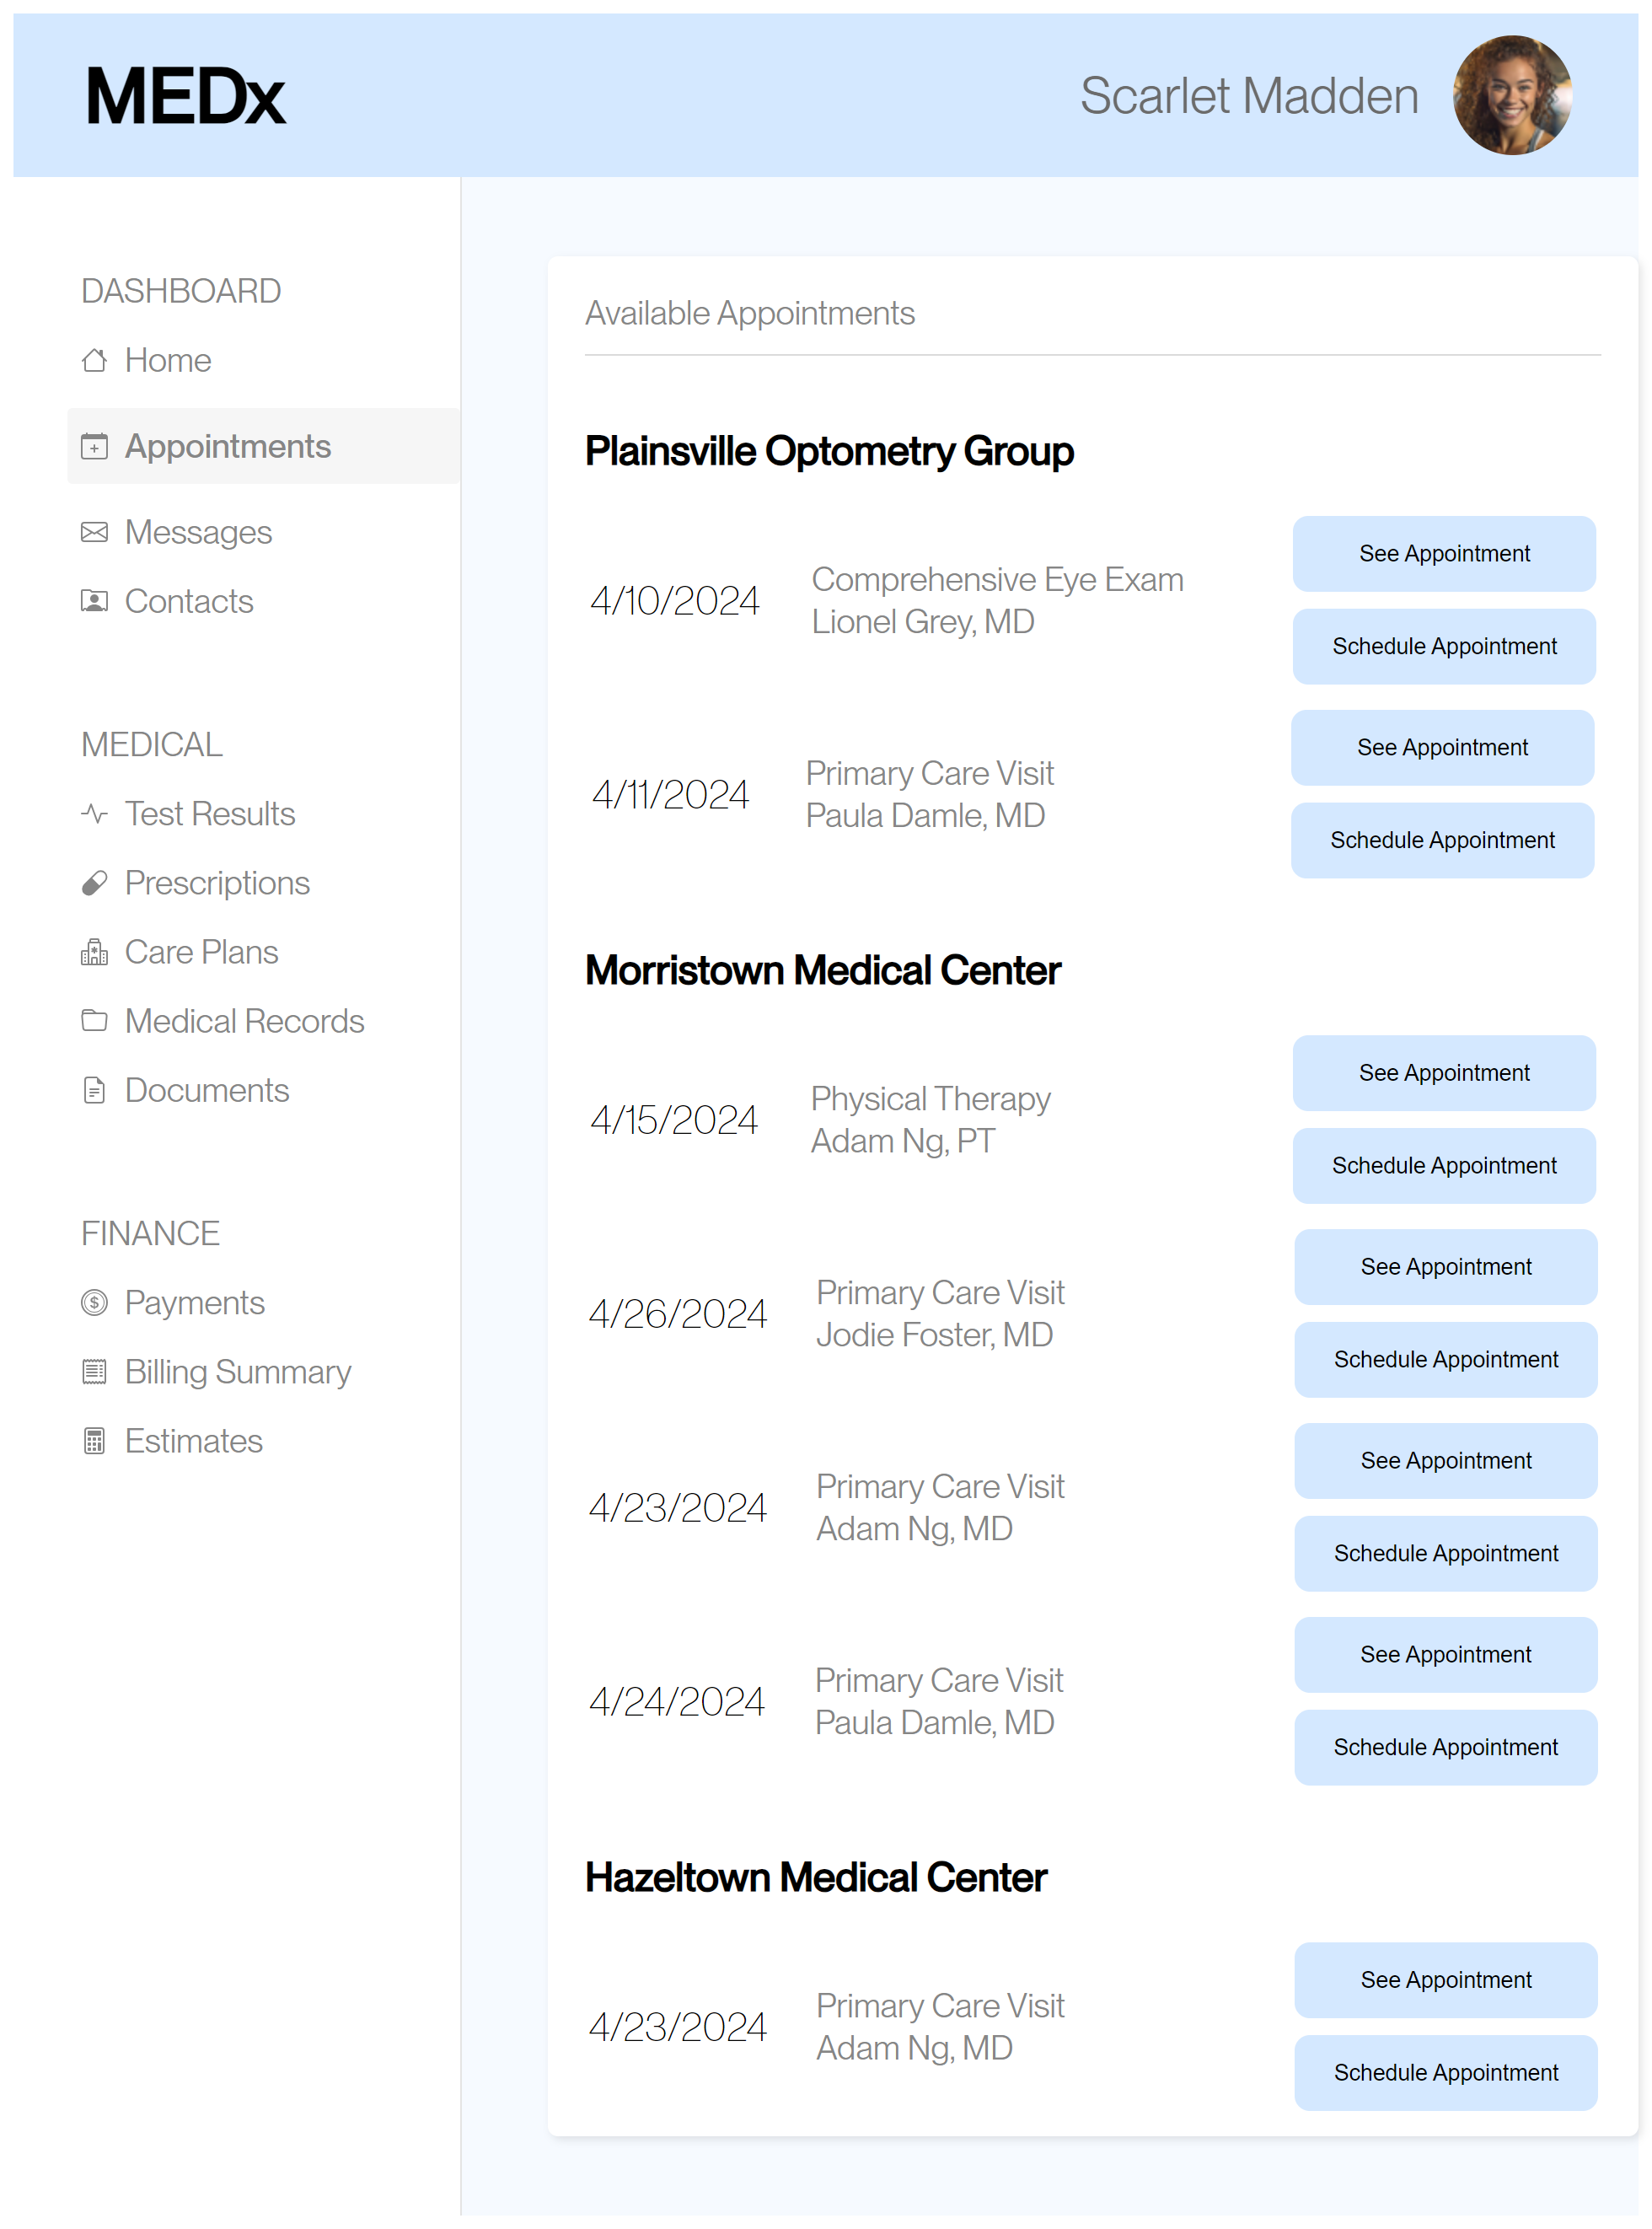 MEDx
Scarlet Madden
DASHBOARD
Home
Appointments
Messages
Contacts
MEDICAL
Test Results
Prescriptions
Care Plans
Medical Records
Documents
FINANCE
Payments
Billing Summary
Estimates
Available Appointments
Plainsville Optometry Group
4/10/2024
Comprehensive Eye Exam
Lionel Grey, MD
See Appointment
Schedule Appointment
4/11/2024
Primary Care Visit
Paula Damle, MD
See Appointment
Schedule Appointment
Morristown Medical Center
4/15/2024
Physical Therapy
Adam Ng, PT
See Appointment
Schedule Appointment
4/26/2024
Primary Care Visit
Jodie Foster, MD
See Appointment
Schedule Appointment
4/23/2024
Primary Care Visit
Adam Ng, MD
See Appointment
Schedule Appointment
4/24/2024
Primary Care Visit
Paula Damle, MD
See Appointment
Schedule Appointment
Hazeltown Medical Center
4/23/2024
Primary Care Visit
Adam Ng, MD
See Appointment
Schedule Appointment